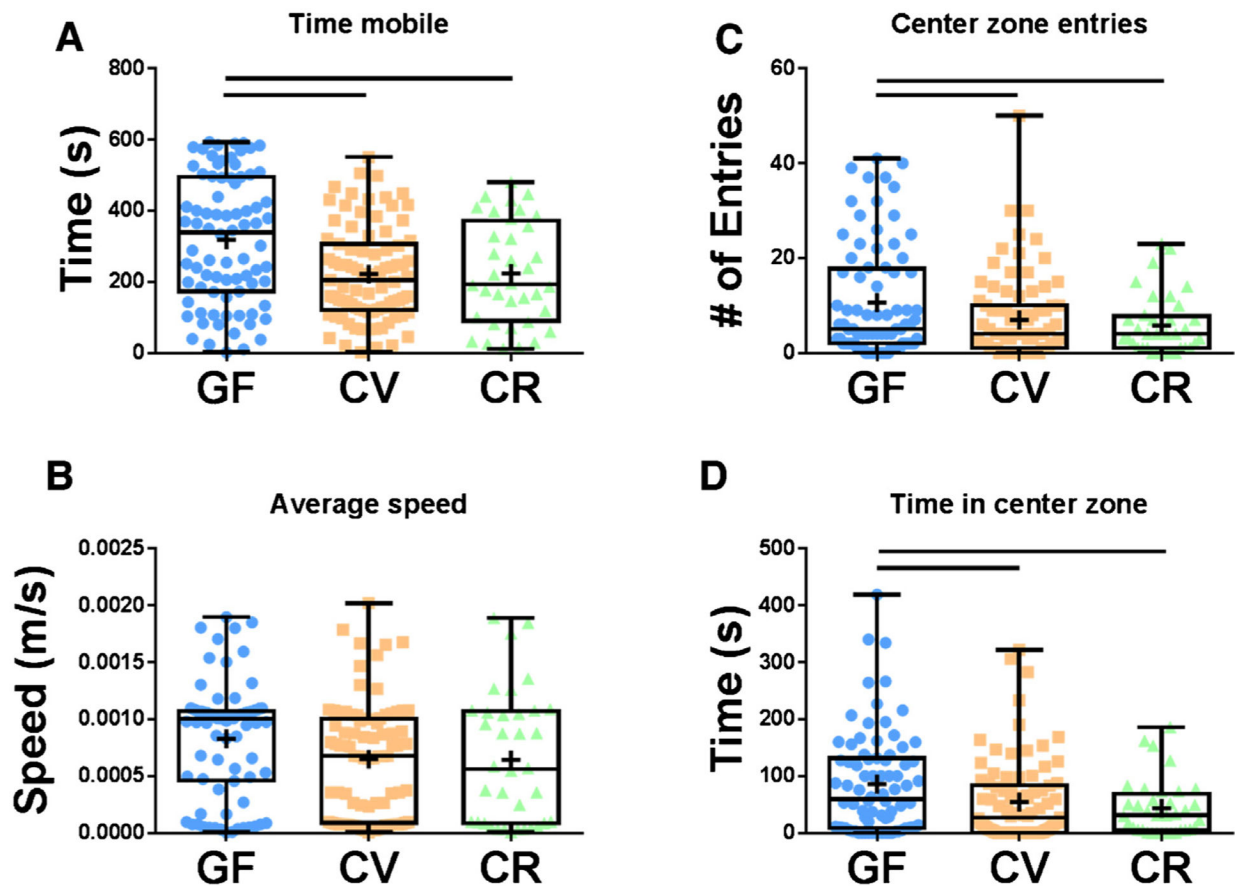 A
Time mobile
Time (s)
800
600
400
200
0
GF CV CR
C
Center zone entries
# of Entries
60
40
20
0
GF CV CR
B
Average speed
Speed (m/s)
0.0025
0.0020
0.0015
0.0010
0.0005
0.0000
GF CV CR
D
Time in center zone
Time (s)
500
400
300
200
100
0
GF CV CR